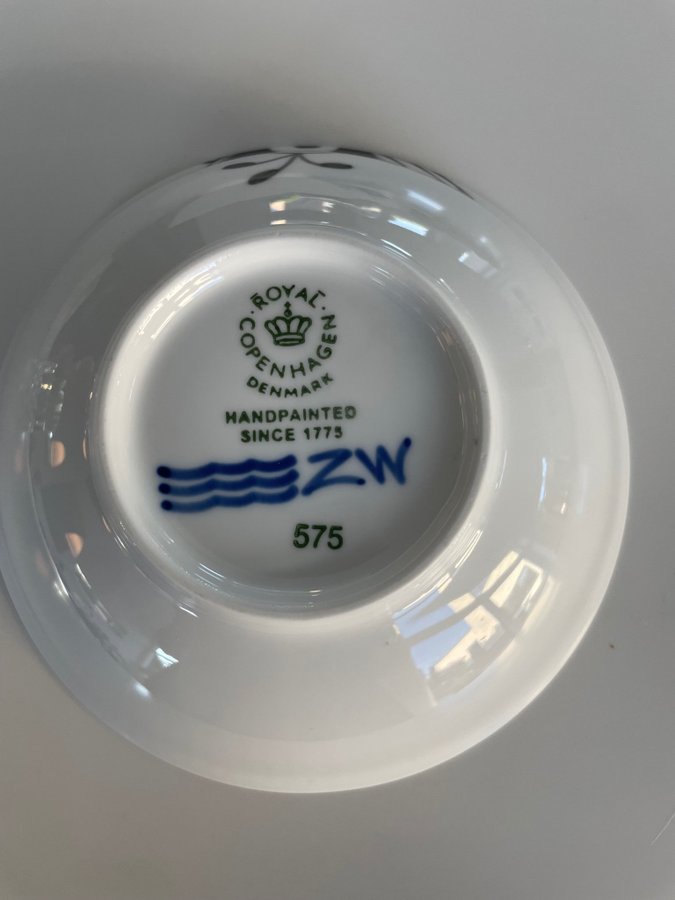 ROYAL
COPENHAGEN
DENMARK
HANDPAINTED
SINCE 1775
ZW
575